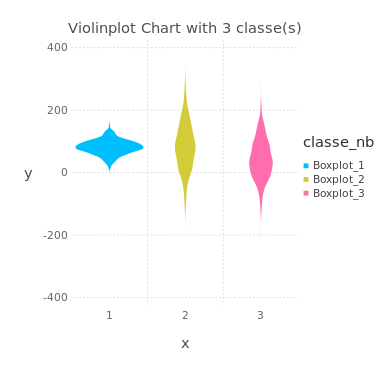 Violinplot Chart with 3 classe(s)
400
200
0
-200
-400
y
1
2
3
x
classe_nb
Boxplot_1
Boxplot_2
Boxplot_3